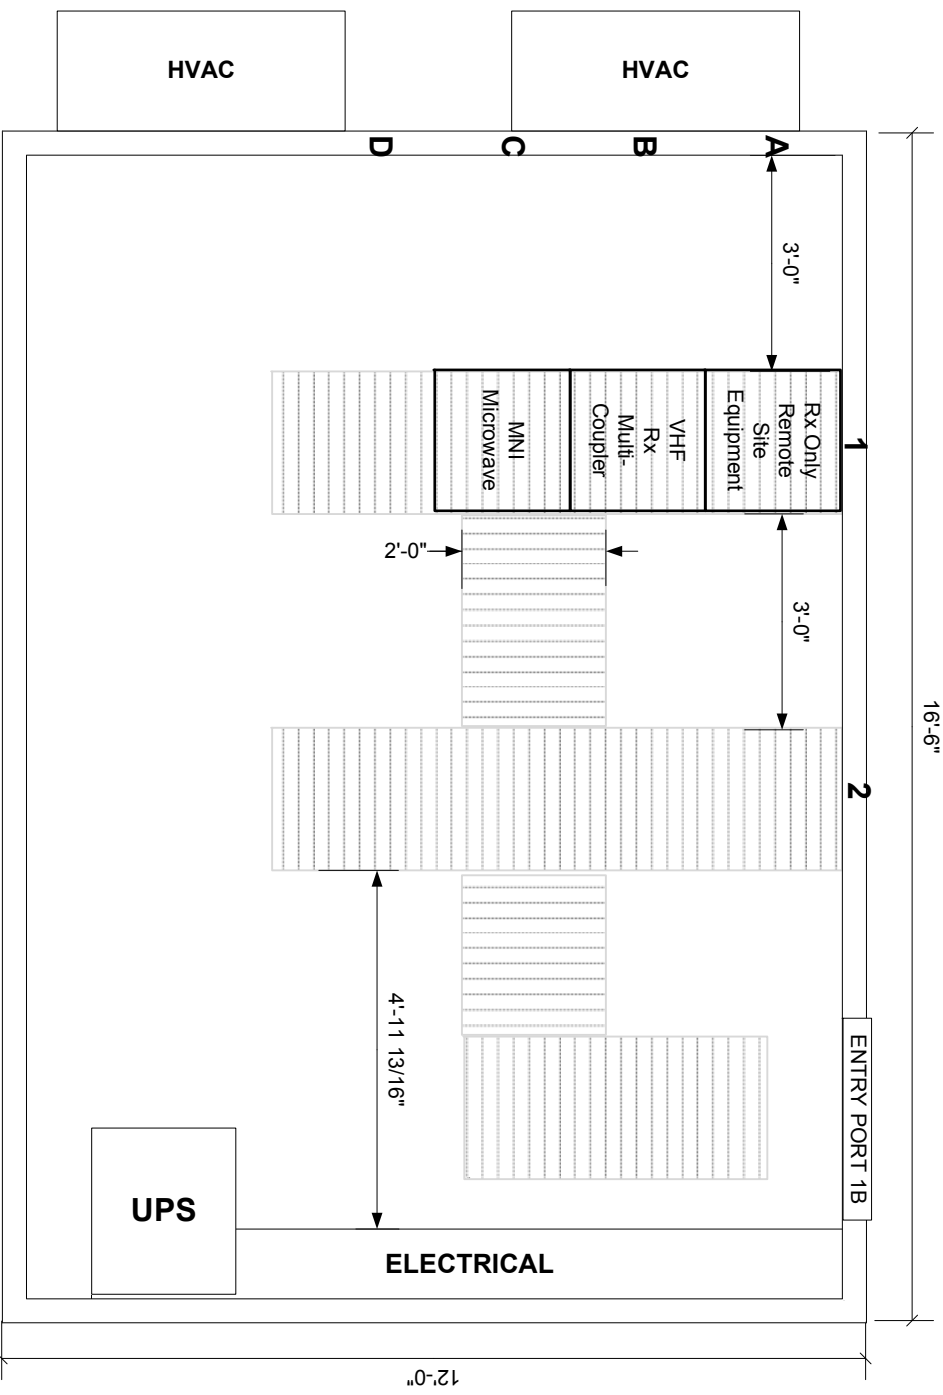 HVAC
HVAC
D
C
B
A
3'-0"
Rx Only
Remote
Site
Equipment
VHF
Rx
Multi-
Coupler
MNI
Microwave
1
2'-0"
3'-0"
16'-6"
2
4'-11 13/16"
ENTRY PORT 1B
UPS
ELECTRICAL
12'-0"